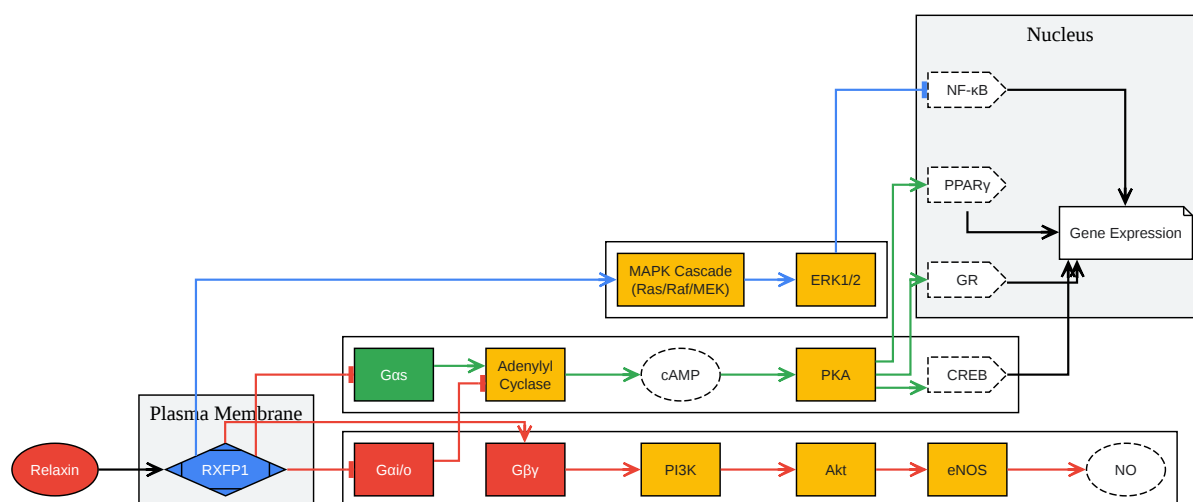 Nucleus
NF-κB
PPARγ
Gene Expression
MAPK Cascade
(Ras/Raf/MEK)
ERK1/2
GR
Gαs
Adenylyl
Cyclase
cAMP
PKA
CREB
Plasma Membrane
Relaxin
RXFP1
Gαi/o
Gβγ
PI3K
Akt
eNOS
NO